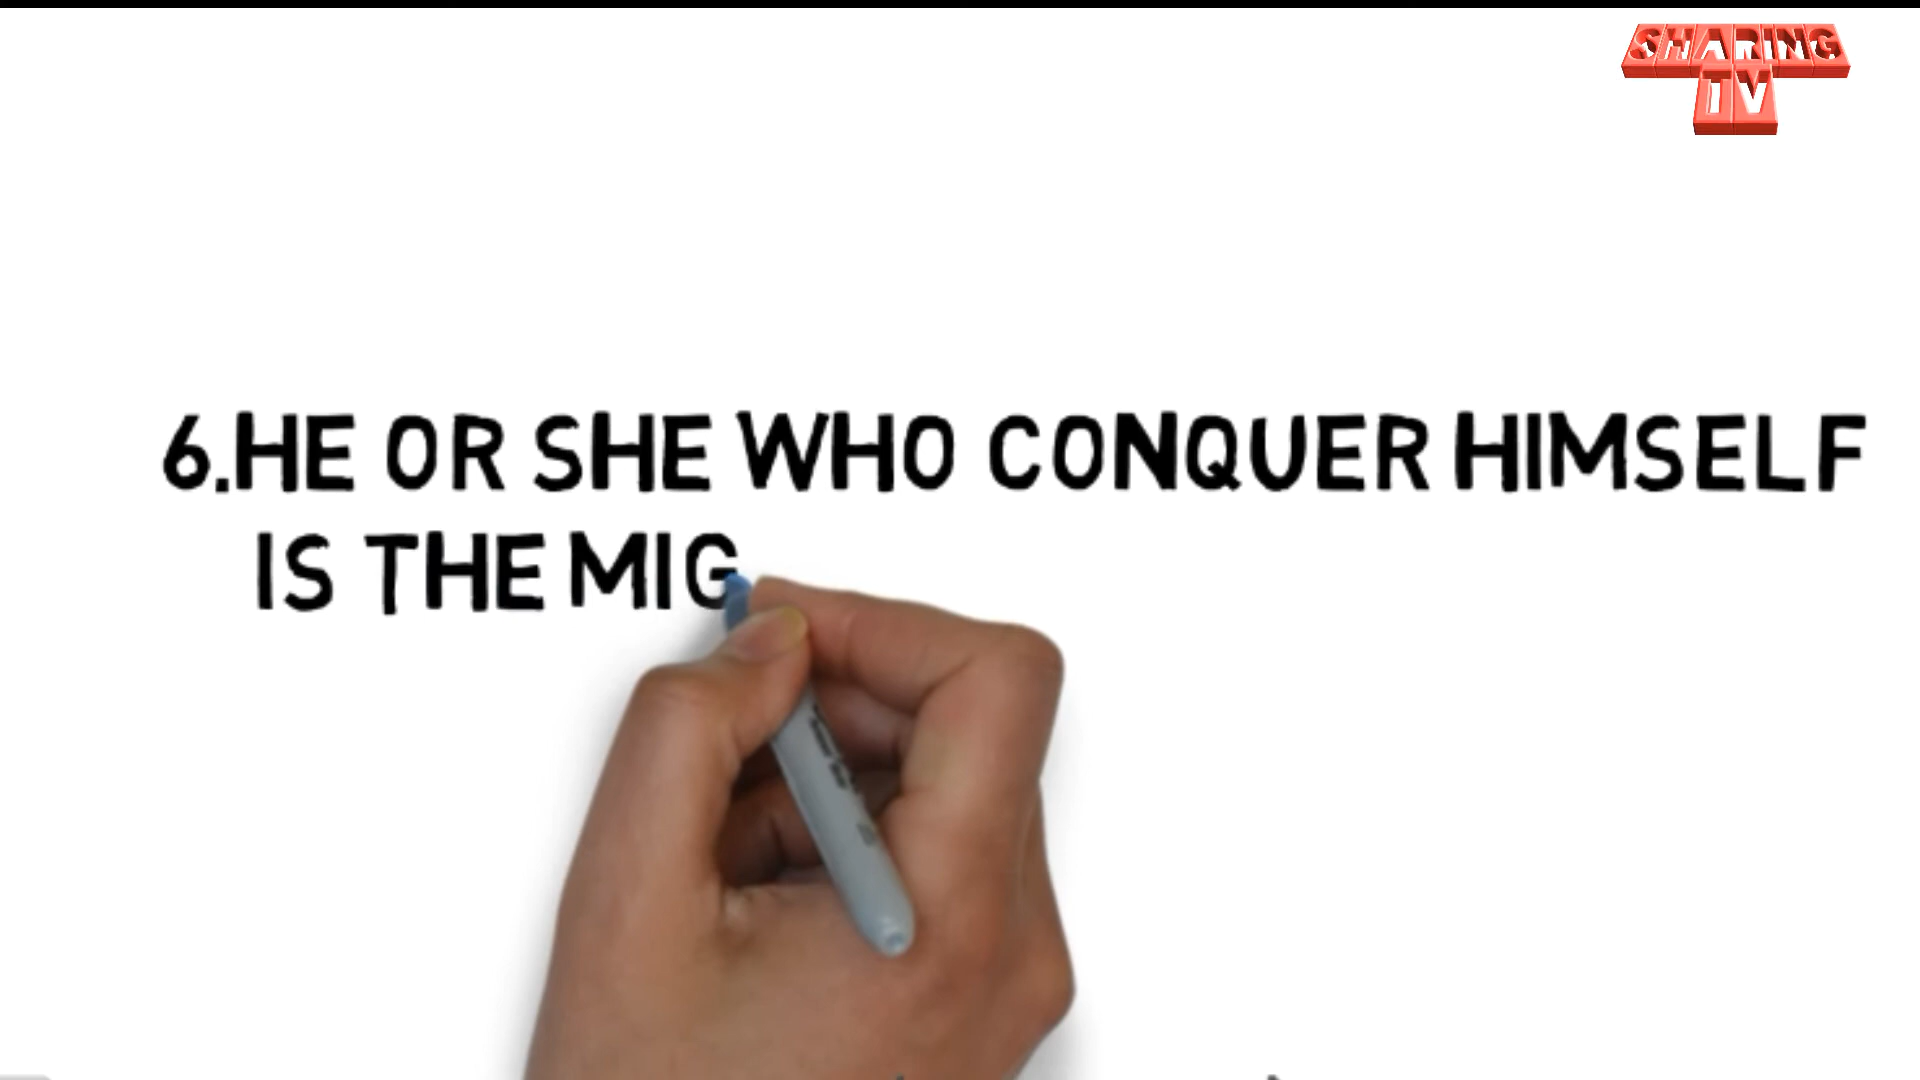 SHARING
TV
6.HE OR SHE WHO CONQUER HIMSELF
IS THE MIG